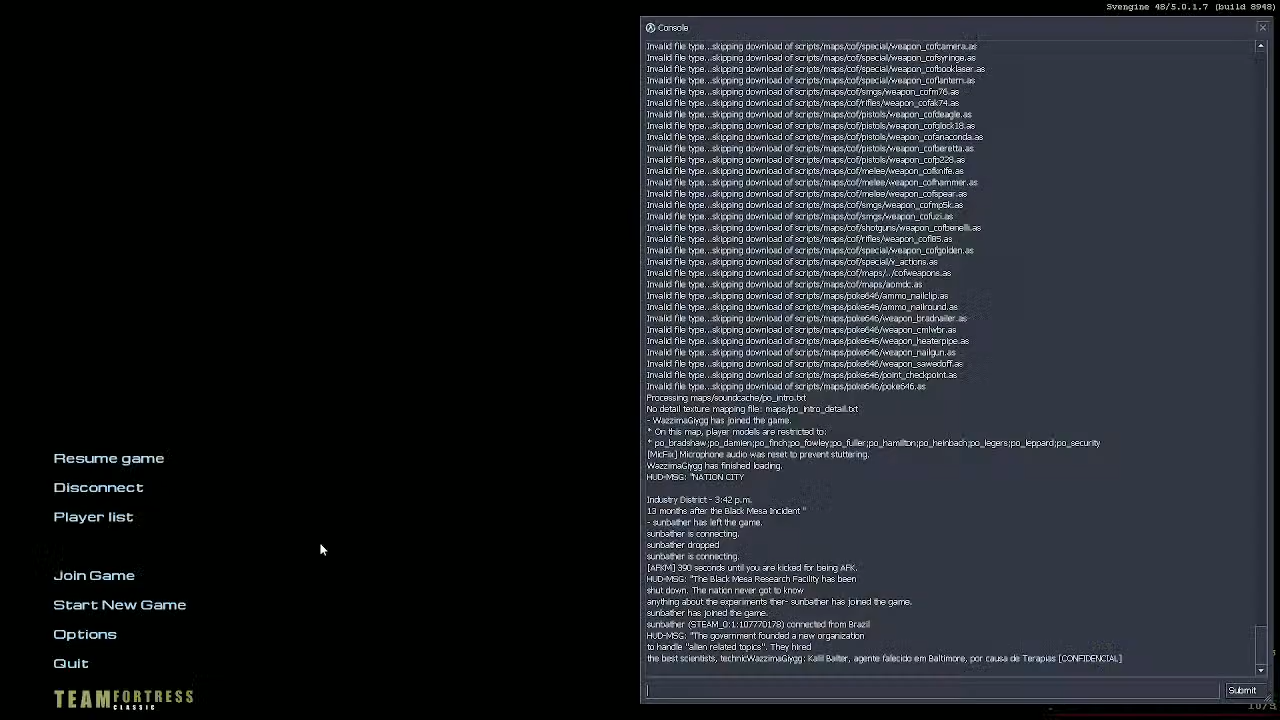 Svengine 48/5.0.1.7 (build 8948)
Console
Invalid file type...skipping download of scripts/maps/cof/special/weapon_cofcamera.as
Invalid file type...skipping download of scripts/maps/cof/special/weapon_cofsyringe.as
Invalid file type...skipping download of scripts/maps/cof/special/weapon_cofbooklaser.as
Invalid file type...skipping download of scripts/maps/cof/special/weapon_coflantern.as
Invalid file type...skipping download of scripts/maps/cof/smgs/weapon_cofm76.as
Invalid file type...skipping download of scripts/maps/cof/rifles/weapon_cofak74.as
Invalid file type...skipping download of scripts/maps/cof/pistols/weapon_cofdeagle.as
Invalid file type...skipping download of scripts/maps/cof/pistols/weapon_cofglock18.as
Invalid file type...skipping download of scripts/maps/cof/pistols/weapon_cofanaconda.as
Invalid file type...skipping download of scripts/maps/cof/pistols/weapon_cofberetta.as
Invalid file type...skipping download of scripts/maps/cof/pistols/weapon_cofp228.as
Invalid file type...skipping download of scripts/maps/cof/melee/weapon_cofknife.as
Invalid file type...skipping download of scripts/maps/cof/melee/weapon_cofhammer.as
Invalid file type...skipping download of scripts/maps/cof/melee/weapon_cofspear.as
Invalid file type...skipping download of scripts/maps/cof/smgs/weapon_cofmp5k.as
Invalid file type...skipping download of scripts/maps/cof/smgs/weapon_cofuzi.as
Invalid file type...skipping download of scripts/maps/cof/shotguns/weapon_cofbenelli.as
Invalid file type...skipping download of scripts/maps/cof/rifles/weapon_cofl85.as
Invalid file type...skipping download of scripts/maps/cof/special/weapon_cofgolden.as
Invalid file type...skipping download of scripts/maps/cof/special/v_actions.as
Invalid file type...skipping download of scripts/maps/cof/maps/../cofweapons.as
Invalid file type...skipping download of scripts/maps/cof/maps/aomdc.as
Invalid file type...skipping download of scripts/maps/poke646/ammo_nailclip.as
Invalid file type...skipping download of scripts/maps/poke646/ammo_nailround.as
Invalid file type...skipping download of scripts/maps/poke646/weapon_bradnailer.as
Invalid file type...skipping download of scripts/maps/poke646/weapon_cmlwbr.as
Invalid file type...skipping download of scripts/maps/poke646/weapon_heaterpipe.as
Invalid file type...skipping download of scripts/maps/poke646/weapon_nailgun.as
Invalid file type...skipping download of scripts/maps/poke646/weapon_sawedoff.as
Invalid file type...skipping download of scripts/maps/poke646/point_checkpoint.as
Invalid file type...skipping download of scripts/maps/poke646/poke646.as
Processing maps/soundcache/po_intro.txt
No detail texture mapping file: maps/po_intro_detail.txt
- WazzimaGiygg has joined the game.
* On this map, player models are restricted to:
* po_bradshaw;po_damien;po_finch;po_fowley;po_fuller;po_hamilton;po_heinbach;po_legers;po_leppard;po_security
[MicFix] Microphone audio was reset to prevent stuttering.
WazzimaGiygg has finished loading.
HUD-MSG: "NATION CITY
Industry District - 3:42 p.m.
13 months after the Black Mesa Incident "
- sunbather has left the game.
sunbather is connecting.
sunbather dropped
sunbather is connecting.
[AFKM] 390 seconds until you are kicked for being AFK.
HUD-MSG: "The Black Mesa Research Facility has been
shut down. The nation never got to know
anything about the experiments ther- sunbather has joined the game.
sunbather has joined the game.
sunbather (STEAM_0:1:107770178) connected from Brazil
HUD-MSG: "The government founded a new organization
to handle "alien related topics". They hired
the best scientists, technicWazzimaGiygg: Kalil Balter, agente falecido em Baltimore, por causa de Terapias [CONFIDENCIAL]
Submit
Resume game
Disconnect
Player list
Join Game
Start New Game
Options
Quit
TEAM FORTRESS
CLASSIC